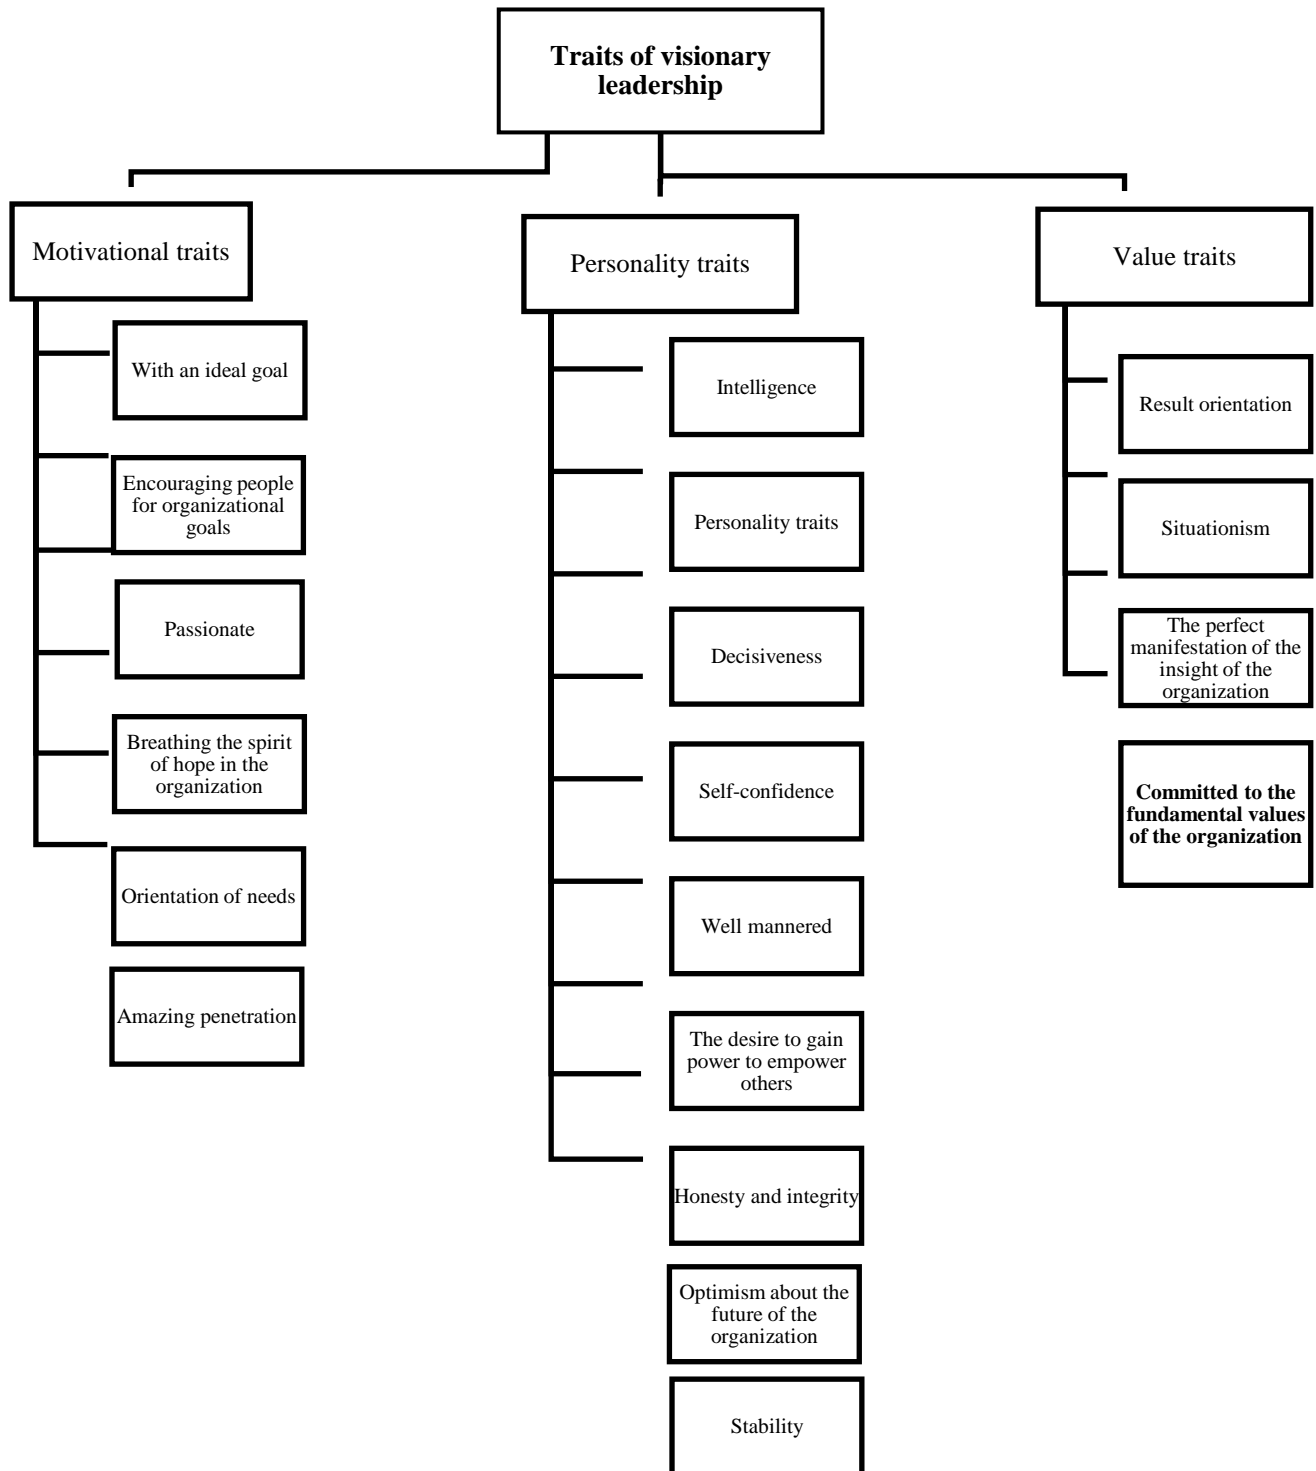 Traits of visionary
leadership
Motivational traits
With an ideal goal
Encouraging people
for organizational
goals
Passionate
Breathing the spirit
of hope in the
organization
Orientation of needs
Amazing penetration
Personality traits
Intelligence
Personality traits
Decisiveness
Self-confidence
Well mannered
The desire to gain
power to empower
others
Honesty and integrity
Optimism about the
future of the
organization
Stability
Value traits
Result orientation
Situationism
The perfect
manifestation of the
insight of the
organization
Committed to the
fundamental values
of the organization